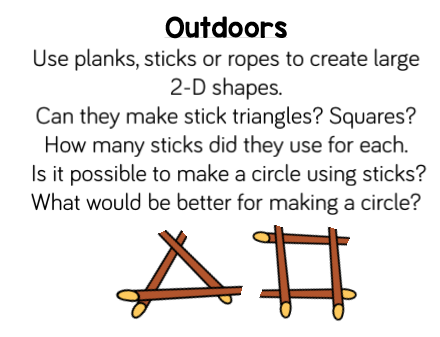 Outdoors
Use planks, sticks or ropes to create large
2-D shapes.
Can they make stick triangles? Squares?
How many sticks did they use for each.
Is it possible to make a circle using sticks?
What would be better for making a circle?